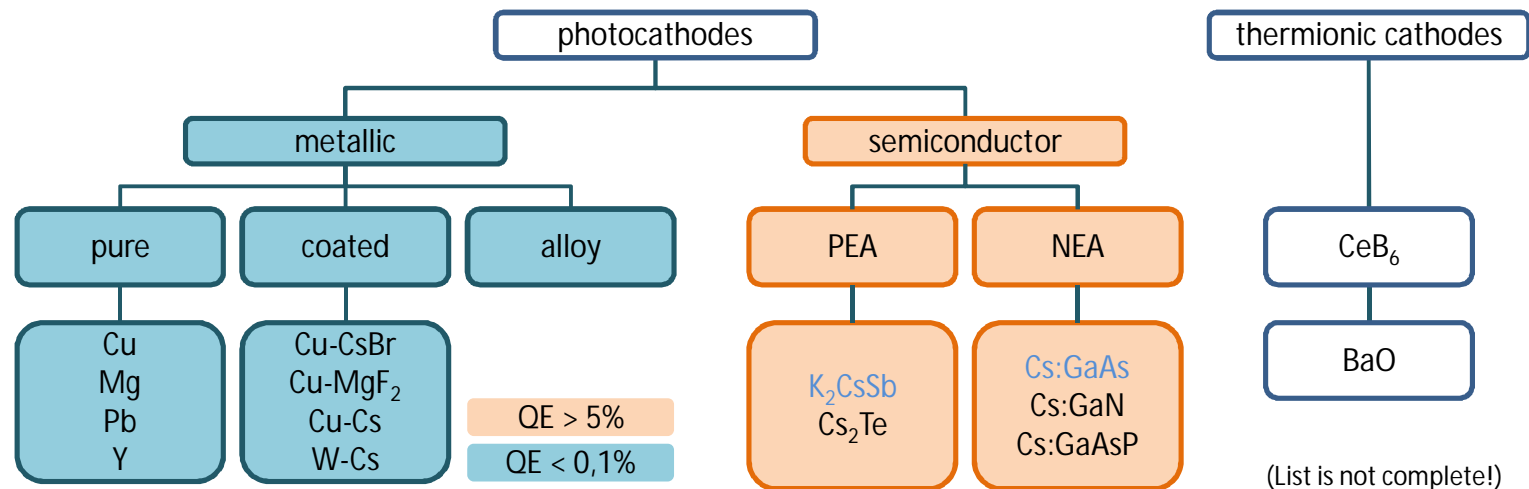 photocathodes
thermionic cathodes
metallic
semiconductor
pure
coated
alloy
PEA
NEA
CeB₆
Cu
Mg
Pb
Y
Cu-CsBr
Cu-MgF₂
Cu-Cs
W-Cs
QE > 5%
QE < 0,1%
K₂CsSb
Cs₂Te
Cs:GaAs
Cs:GaN
Cs:GaAsP
BaO
(List is not complete!)